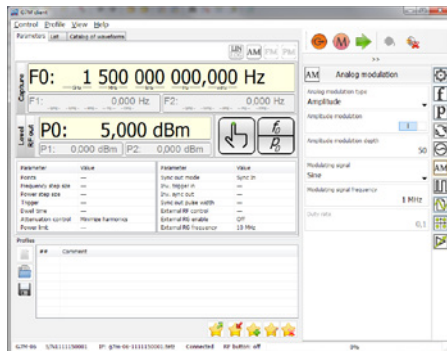 G7M client
Control Profile View Help
Parameters List Catalog of waveforms
LIN AM FM PM
Capture
F0: 1 500 000 000,000 Hz
F1: 0,000 Hz F2: 0,000 Hz
Level
RF out
P0: 5,000 dBm
P1: 0,000 dBm P2: 0,000 dBm
f0
P0
Parameter Value Parameter Value
Points — Sync out mode Sync in
Frequency step size — Inv. trigger in —
Power step size — Inv. sync out —
Trigger — Sync out pulse width —
Dwell time — External RF control —
Attenuation control Minimize harmonics External RG enable Off
Power limit — External RG frequency 10 MHz
Profiles
## Comment
M
>>
AM Analog modulation
Analog modulation type
Amplitude
Amplitude modulation
I
Amplitude modulation depth
50
Modulating signal
Sine
Modulating signal frequency
1 MHz
Duty rate
0,1
f
P
AM
Connected RF button: off 0%